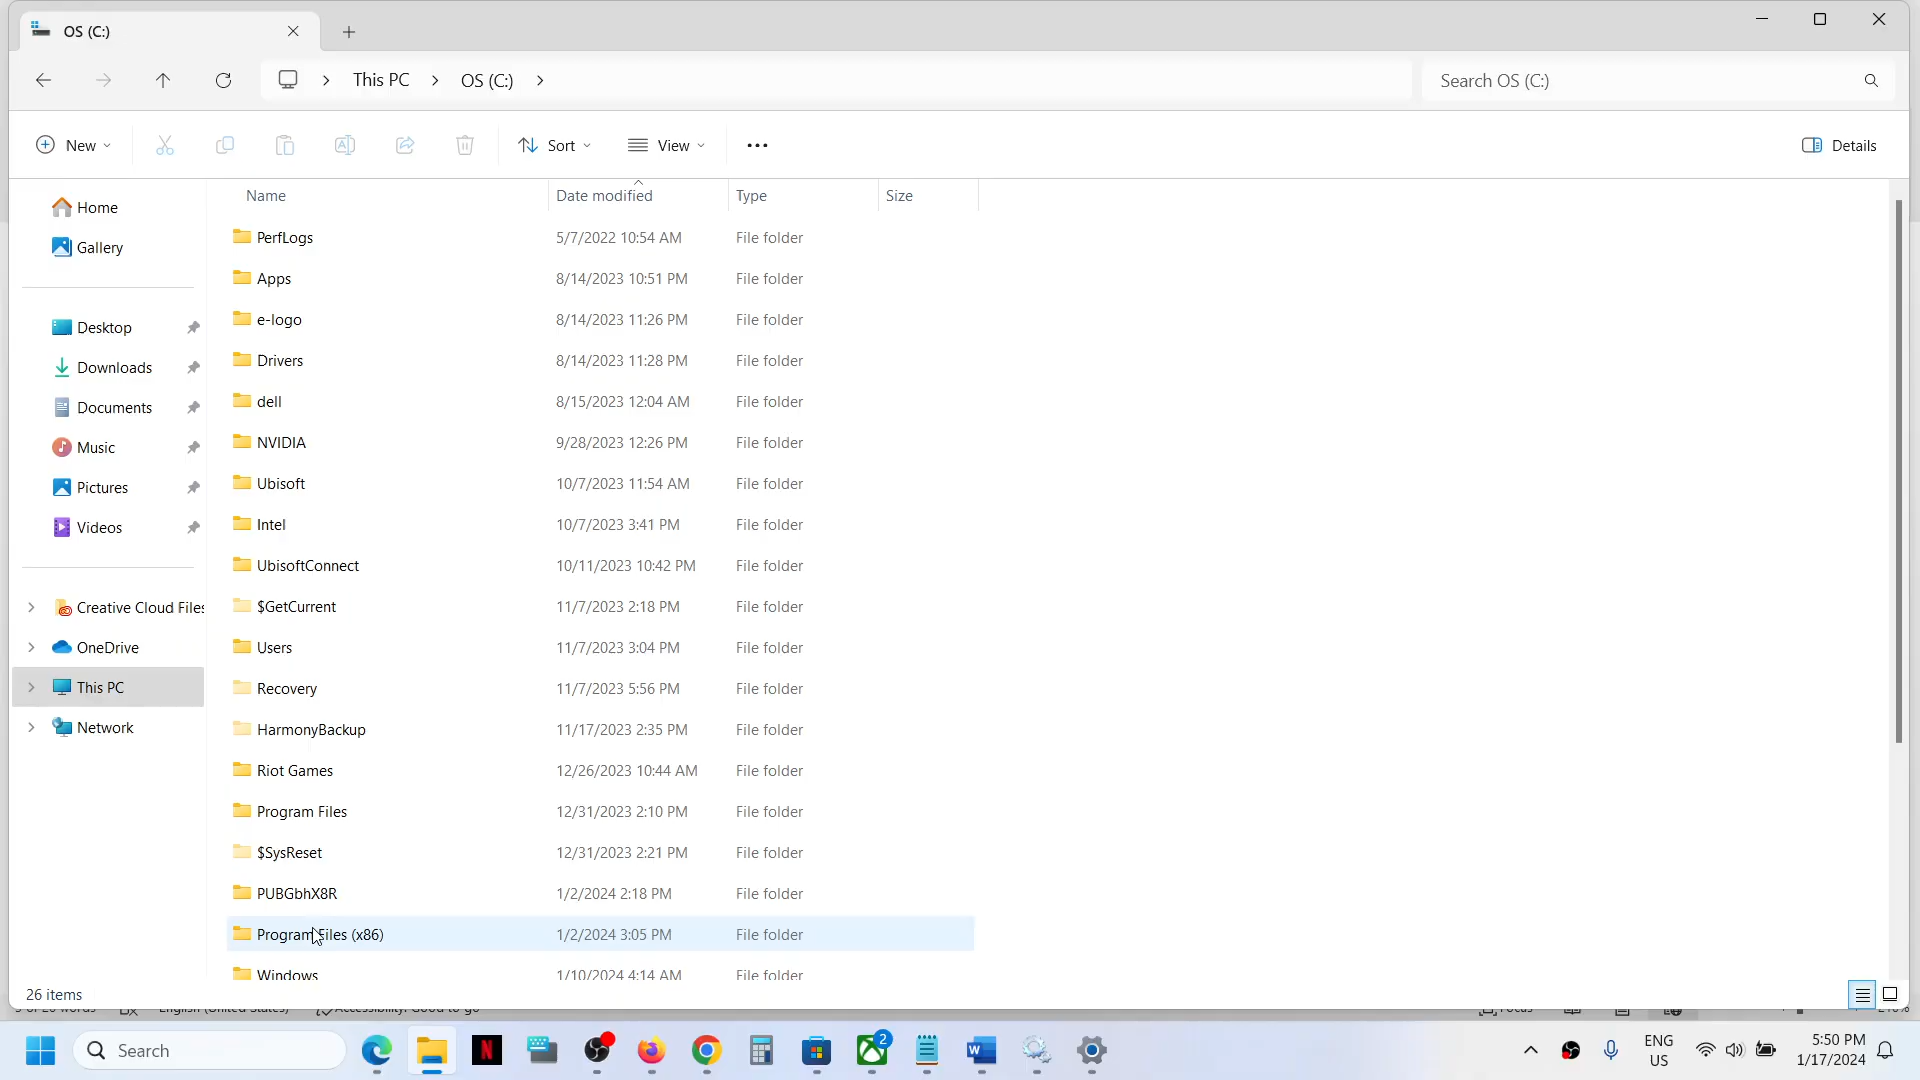 OS (C:)
This PC
OS (C:)
Search OS (C:)
New
Sort
View
Details
Name
Date modified
Type
Size
Home
Gallery
Desktop
Downloads
Documents
Music
Pictures
Videos
Creative Cloud Files
OneDrive
This PC
Network
PerfLogs 5/7/2022 10:54 AM File folder
Apps 8/14/2023 10:51 PM File folder
e-logo 8/14/2023 11:26 PM File folder
Drivers 8/14/2023 11:28 PM File folder
dell 8/15/2023 12:04 AM File folder
NVIDIA 9/28/2023 12:26 PM File folder
Ubisoft 10/7/2023 11:54 AM File folder
Intel 10/7/2023 3:41 PM File folder
UbisoftConnect 10/11/2023 10:42 PM File folder
$GetCurrent 11/7/2023 2:18 PM File folder
Users 11/7/2023 3:04 PM File folder
Recovery 11/7/2023 5:56 PM File folder
HarmonyBackup 11/17/2023 2:35 PM File folder
Riot Games 12/26/2023 10:44 AM File folder
Program Files 12/31/2023 2:10 PM File folder
$SysReset 12/31/2023 2:21 PM File folder
PUBGbhX8R 1/2/2024 2:18 PM File folder
Program Files (x86) 1/2/2024 3:05 PM File folder
Windows 1/10/2024 4:14 AM File folder
26 items
English (United States)
Accessibility: Good to go
Focus
Search
2
ENG
US
5:50 PM
1/17/2024